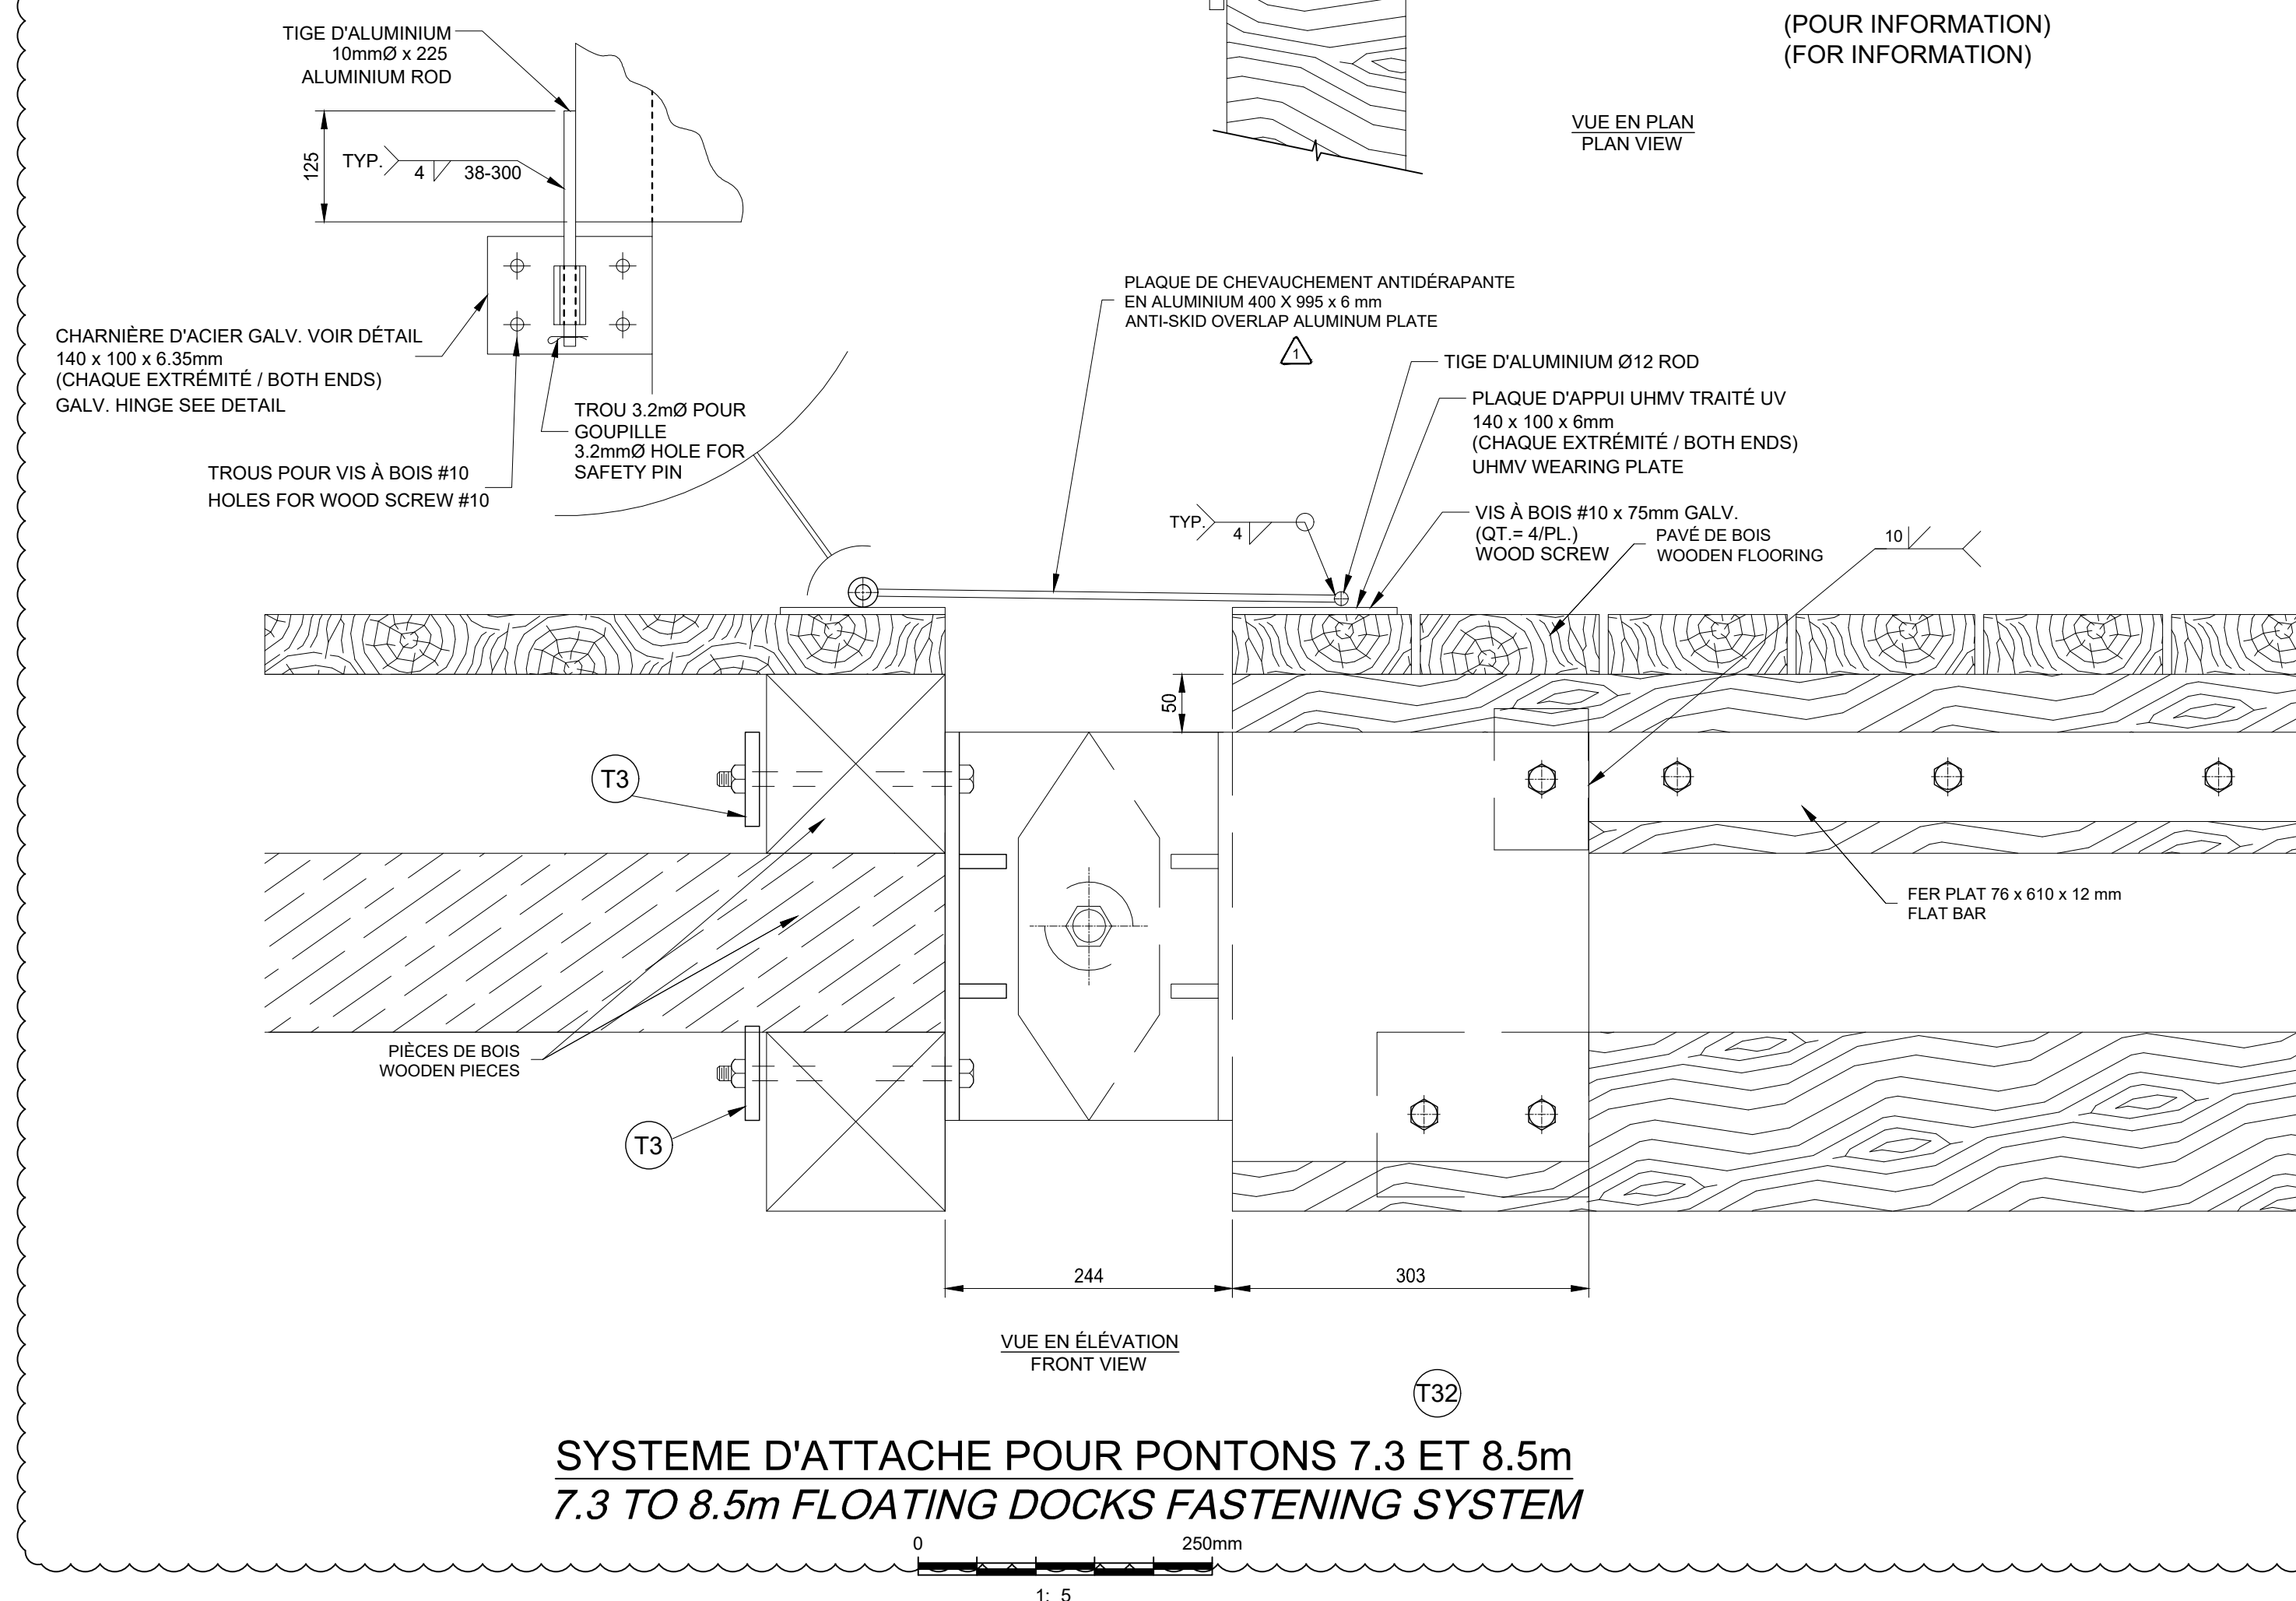 (POUR INFORMATION)
(FOR INFORMATION)
VUE EN PLAN
PLAN VIEW
TIGE D'ALUMINIUM
10mmØ x 225
ALUMINIUM ROD
125
TYP.
4
38-300
CHARNIÈRE D'ACIER GALV. VOIR DÉTAIL
140 x 100 x 6.35mm
(CHAQUE EXTRÉMITÉ / BOTH ENDS)
GALV. HINGE SEE DETAIL
TROUS POUR VIS À BOIS #10
HOLES FOR WOOD SCREW #10
TROU 3.2mØ POUR
GOUPILLE
3.2mmØ HOLE FOR
SAFETY PIN
PLAQUE DE CHEVAUCHEMENT ANTIDÉRAPANTE
EN ALUMINIUM 400 X 995 x 6 mm
ANTI-SKID OVERLAP ALUMINUM PLATE
1
TIGE D'ALUMINIUM Ø12 ROD
PLAQUE D'APPUI UHMV TRAITÉ UV
140 x 100 x 6mm
(CHAQUE EXTRÉMITÉ / BOTH ENDS)
UHMV WEARING PLATE
TYP.
4
VIS À BOIS #10 x 75mm GALV.
(QT.= 4/PL.)
WOOD SCREW
PAVÉ DE BOIS
WOODEN FLOORING
10
50
T3
FER PLAT 76 x 610 x 12 mm
FLAT BAR
PIÈCES DE BOIS
WOODEN PIECES
T3
244
303
VUE EN ÉLÉVATION
FRONT VIEW
T32
SYSTEME D'ATTACHE POUR PONTONS 7.3 ET 8.5m
7.3 TO 8.5m FLOATING DOCKS FASTENING SYSTEM
0
250mm
1: 5